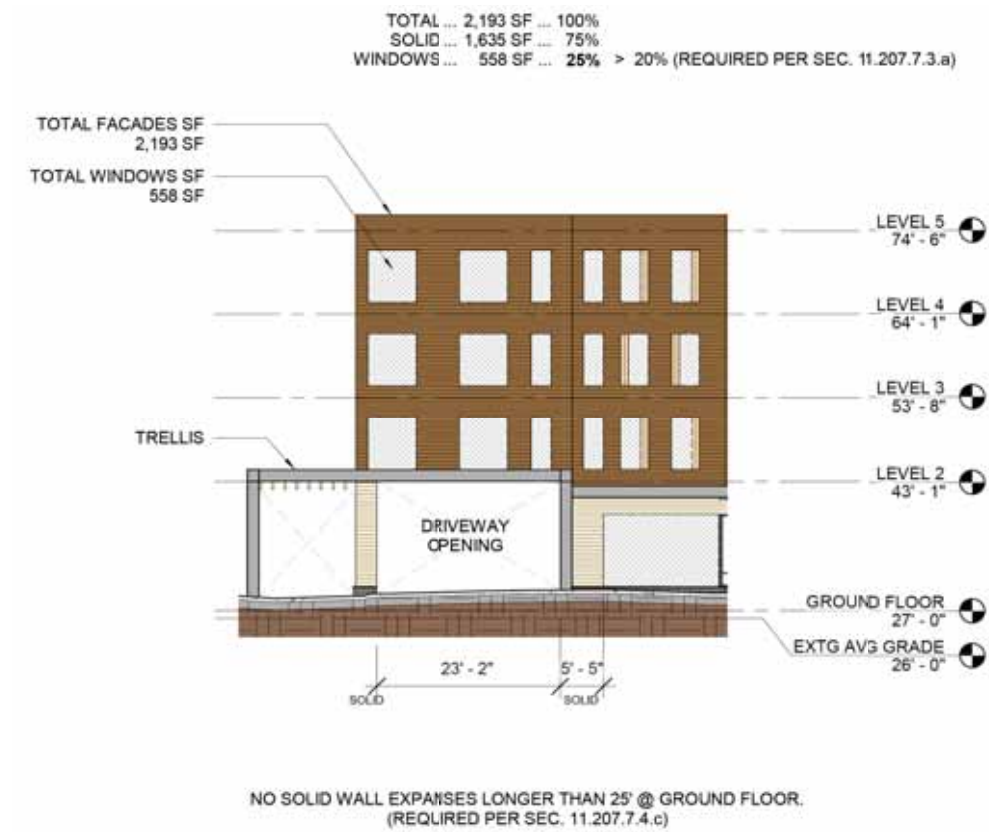 TOTAL ... 2,193 SF ... 100%
SOLID ... 1,635 SF ... 75%
WINDOWS ... 558 SF ... 25% > 20% (REQUIRED PER SEC. 11.207.7.3.a)
TOTAL FACADES SF
2,193 SF
TOTAL WINDOWS SF
558 SF
LEVEL 5
74' - 6"
LEVEL 4
64' - 1"
LEVEL 3
53' - 8"
TRELLIS
LEVEL 2
43' - 1"
DRIVEWAY
OPENING
GROUND FLOOR
27' - 0"
EXTG AVG GRADE
26' - 0"
23' - 2"
5' - 5"
SOLID
SOLID
NO SOLID WALL EXPANSES LONGER THAN 25' @ GROUND FLOOR.
(REQUIRED PER SEC. 11.207.7.4.c)